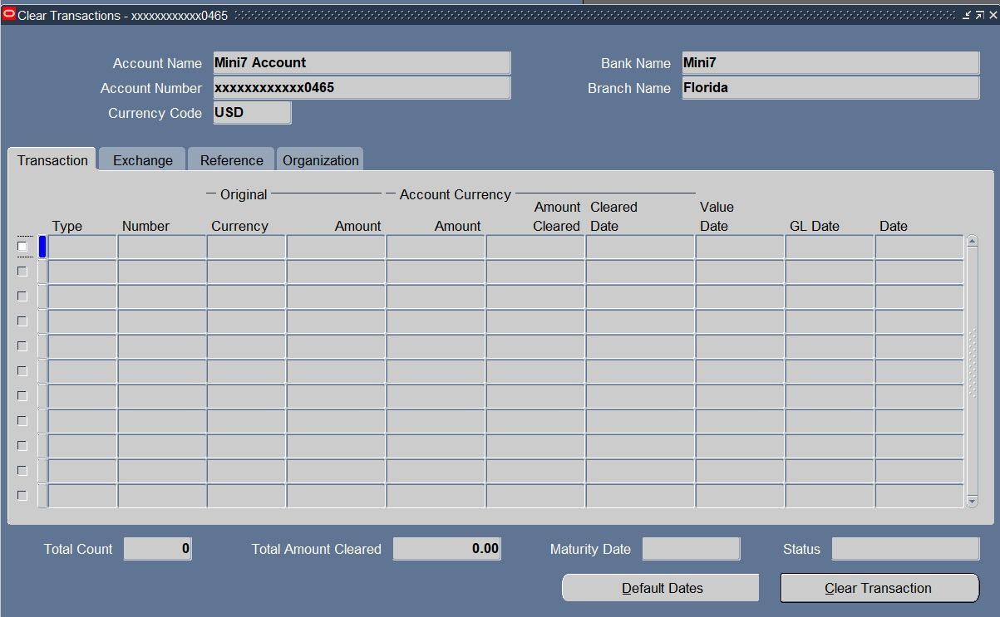 Clear Transactions - xxxxxxxxxxxx0465
Account Name Mini7 Account Bank Name Mini7
Account Number xxxxxxxxxxxx0465 Branch Name Florida
Currency Code USD
Transaction Exchange Reference Organization
Original Account Currency
Amount Cleared Value
Type Number Currency Amount Amount Cleared Date Date GL Date Date
Total Count 0 Total Amount Cleared 0.00 Maturity Date Status
Default Dates Clear Transaction